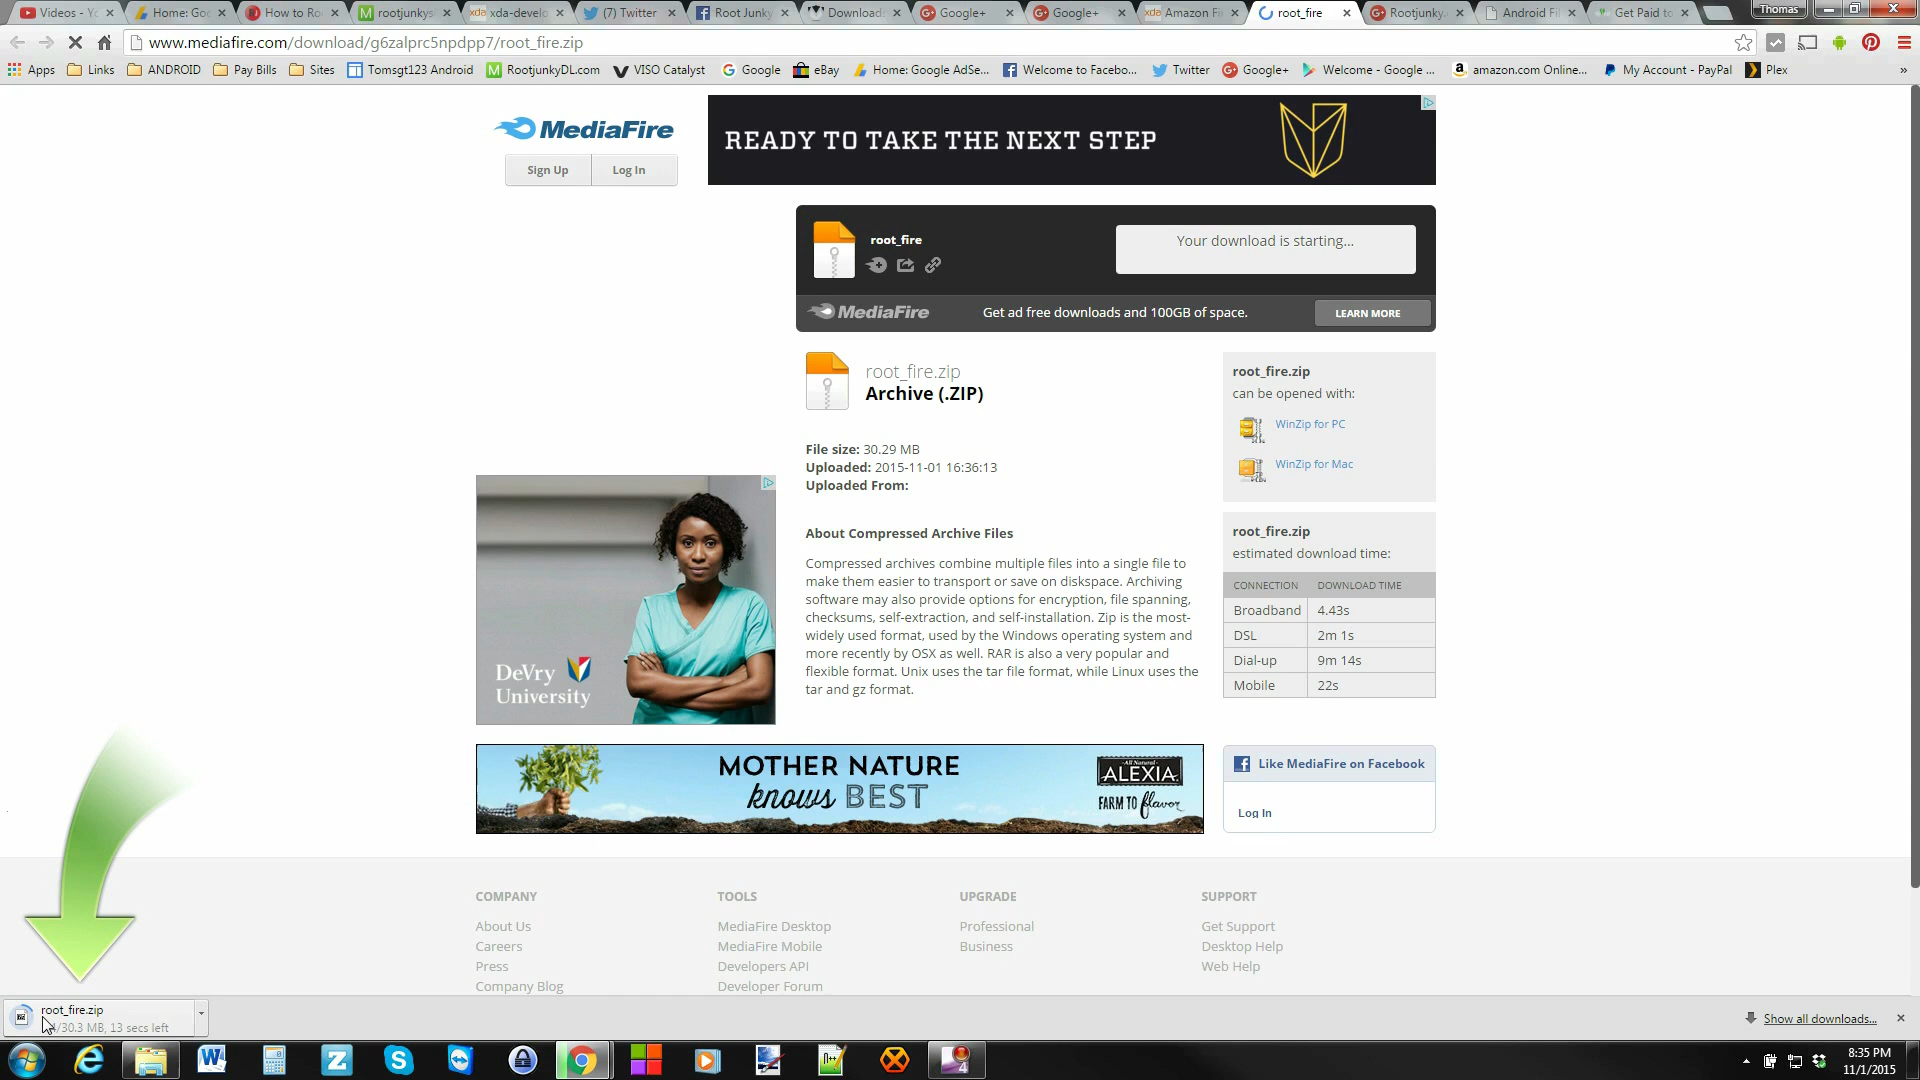 Videos - Yo
Home: Goo
How to Ro
rootjunkys
xda-develo
(7) Twitter
Root Junky
Downloads
Google+
Google+
Amazon Fi
root_fire
Rootjunky.
Android Fil
Get Paid to
Thomas
www.mediafire.com/download/g6zalprc5npdpp7/root_fire.zip
Apps
Links
ANDROID
Pay Bills
Sites
Tomsgt123 Android
RootjunkyDL.com
VISO Catalyst
Google
eBay
Home: Google AdSe...
Welcome to Facebo...
Twitter
Google+
Welcome - Google ...
amazon.com Online...
My Account - PayPal
Plex
»
MediaFire
Sign Up
Log In
READY TO TAKE THE NEXT STEP
root_fire
Your download is starting...
MediaFire
Get ad free downloads and 100GB of space.
LEARN MORE
root_fire.zip
Archive (.ZIP)
File size: 30.29 MB
Uploaded: 2015-11-01 16:36:13
Uploaded From:
About Compressed Archive Files
Compressed archives combine multiple files into a single file to
make them easier to transport or save on diskspace. Archiving
software may also provide options for encryption, file spanning,
checksums, self-extraction, and self-installation. Zip is the most-
widely used format, used by the Windows operating system and
more recently by OSX as well. RAR is also a very popular and
flexible format. Unix uses the tar file format, while Linux uses the
tar and gz format.
root_fire.zip
can be opened with:
WinZip for PC
WinZip for Mac
root_fire.zip
estimated download time:
CONNECTION DOWNLOAD TIME
Broadband 4.43s
DSL 2m 1s
Dial-up 9m 14s
Mobile 22s
DeVry
University
MOTHER NATURE
knows BEST
All Natural
ALEXIA
FARM TO flavor
Like MediaFire on Facebook
Log In
COMPANY
About Us
Careers
Press
Company Blog
TOOLS
MediaFire Desktop
MediaFire Mobile
Developers API
Developer Forum
UPGRADE
Professional
Business
SUPPORT
Get Support
Desktop Help
Web Help
root_fire.zip
/30.3 MB, 13 secs left
Show all downloads...
8:35 PM
11/1/2015